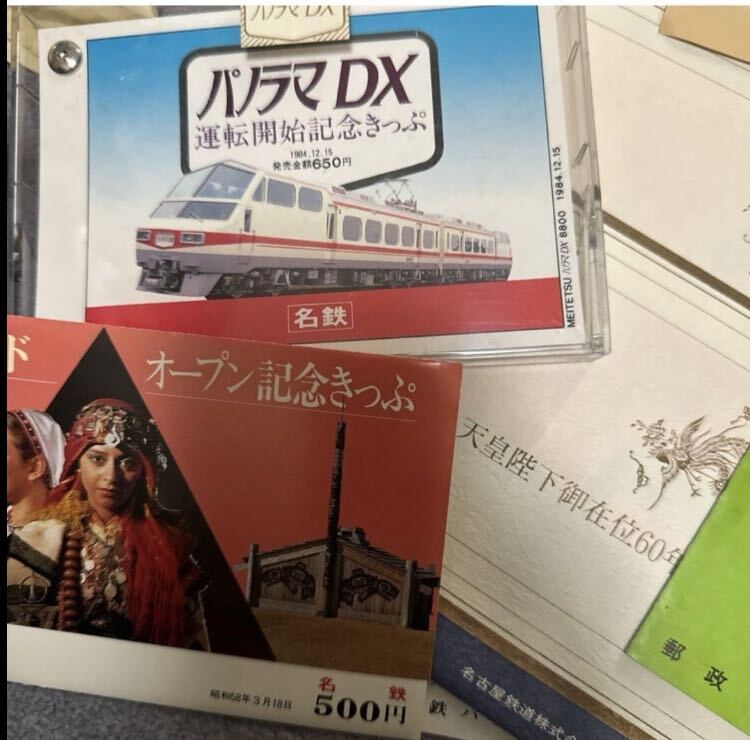 パノラマDX
パノラマDX
運転開始記念きっぷ
1984.12.15
発売金額650円
名鉄
MEITETSU パノラマDX 8800 1984.12.15
ド
オープン記念きっぷ
昭和58年3月18日
名鉄
500円
天皇陛下御在位60年
郵政
名古屋鉄道株式会
鉄 パ